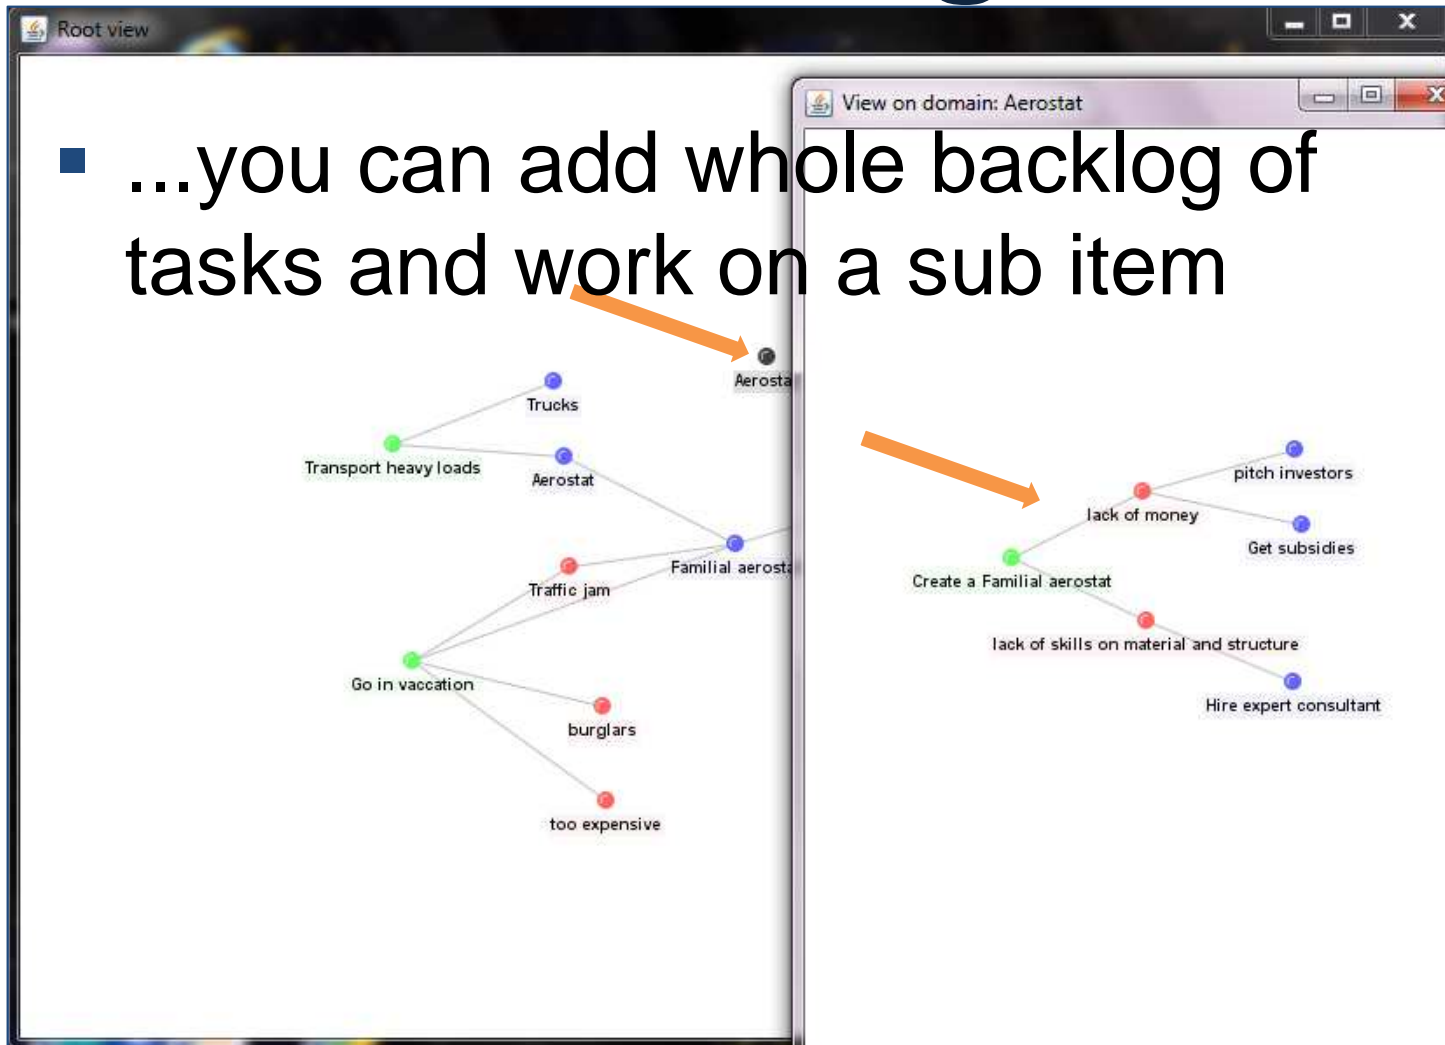 Root view
View on domain: Aerostat
...you can add whole backlog of
tasks and work on a sub item
Aerosta
Trucks
Transport heavy loads
Aerostat
Familial aerosta
Traffic jam
Go in vaccation
burglars
too expensive
pitch investors
lack of money
Get subsidies
Create a Familial aerostat
lack of skills on material and structure
Hire expert consultant